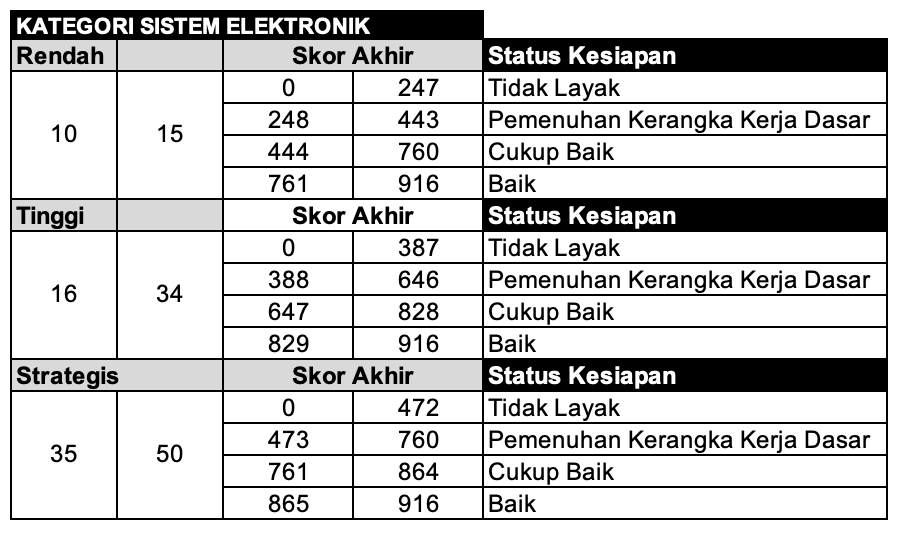 KATEGORI SISTEM ELEKTRONIK
Rendah Skor Akhir Status Kesiapan
10 15
0 247 Tidak Layak
248 443 Pemenuhan Kerangka Kerja Dasar
444 760 Cukup Baik
761 916 Baik
Tinggi Skor Akhir Status Kesiapan
16 34
0 387 Tidak Layak
388 646 Pemenuhan Kerangka Kerja Dasar
647 828 Cukup Baik
829 916 Baik
Strategis Skor Akhir Status Kesiapan
35 50
0 472 Tidak Layak
473 760 Pemenuhan Kerangka Kerja Dasar
761 864 Cukup Baik
865 916 Baik